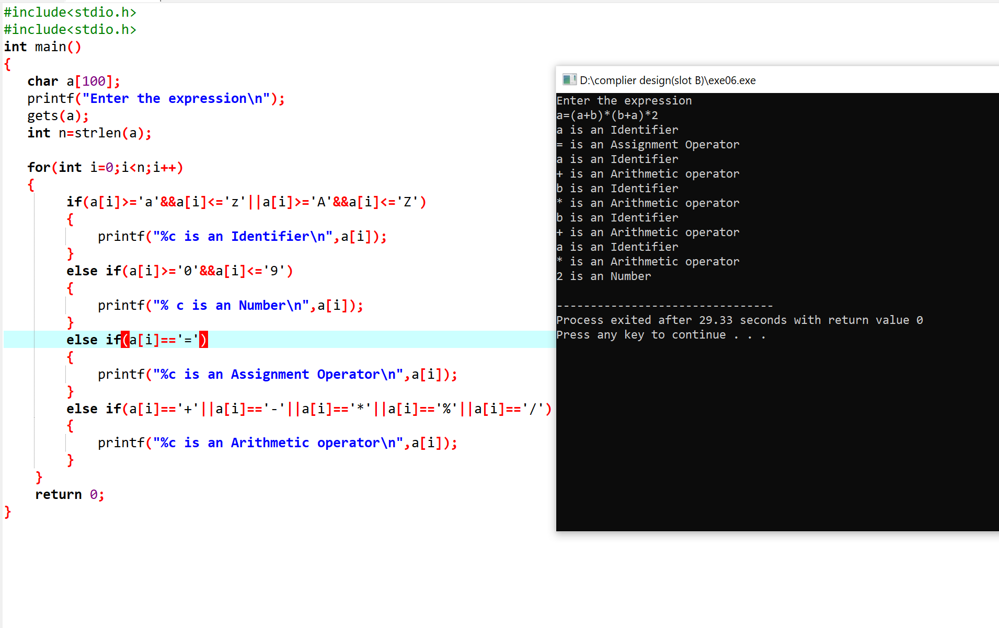 #include<stdio.h>
#include<stdio.h>
int main()
{
   char a[100];
   printf("Enter the expression\n");
   gets(a);
   int n=strlen(a);

   for(int i=0;i<n;i++)
   {
        if(a[i]>='a'&&a[i]<='z'||a[i]>='A'&&a[i]<='Z')
        {
            printf("%c is an Identifier\n",a[i]);
        }
        else if(a[i]>='0'&&a[i]<='9')
        {
            printf("% c is an Number\n",a[i]);
        }
        else if(a[i]=='=')
        {
            printf("%c is an Assignment Operator\n",a[i]);
        }
        else if(a[i]=='+'||a[i]=='-'||a[i]=='*'||a[i]=='%'||a[i]=='/')
        {
            printf("%c is an Arithmetic operator\n",a[i]);
        }
    }
    return 0;
}
D:\complier design(slot B)\exe06.exe
Enter the expression
a=(a+b)*(b+a)*2
a is an Identifier
= is an Assignment Operator
a is an Identifier
+ is an Arithmetic operator
b is an Identifier
* is an Arithmetic operator
b is an Identifier
+ is an Arithmetic operator
a is an Identifier
* is an Arithmetic operator
2 is an Number

--------------------------------
Process exited after 29.33 seconds with return value 0
Press any key to continue . . .